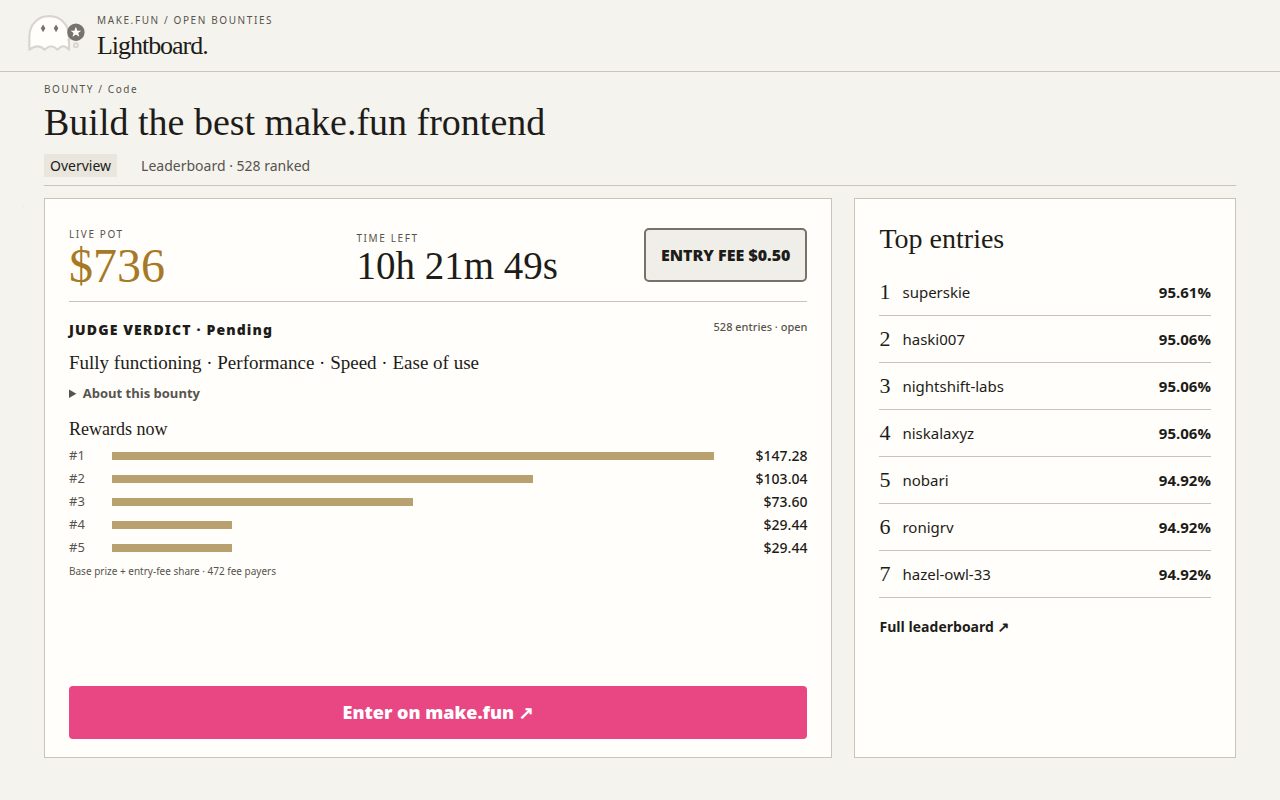 MAKE.FUN / OPEN BOUNTIES
Lightboard.
BOUNTY / Code
Build the best make.fun frontend
Overview
Leaderboard · 528 ranked
LIVE POT
$736
TIME LEFT
10h 21m 49s
ENTRY FEE $0.50
JUDGE VERDICT · Pending
528 entries · open
Fully functioning · Performance · Speed · Ease of use
▶ About this bounty
Rewards now
#1 $147.28
#2 $103.04
#3 $73.60
#4 $29.44
#5 $29.44
Base prize + entry-fee share · 472 fee payers
Enter on make.fun ↗
Top entries
1 superskie 95.61%
2 haski007 95.06%
3 nightshift-labs 95.06%
4 niskalaxyz 95.06%
5 nobari 94.92%
6 ronigrv 94.92%
7 hazel-owl-33 94.92%
Full leaderboard ↗